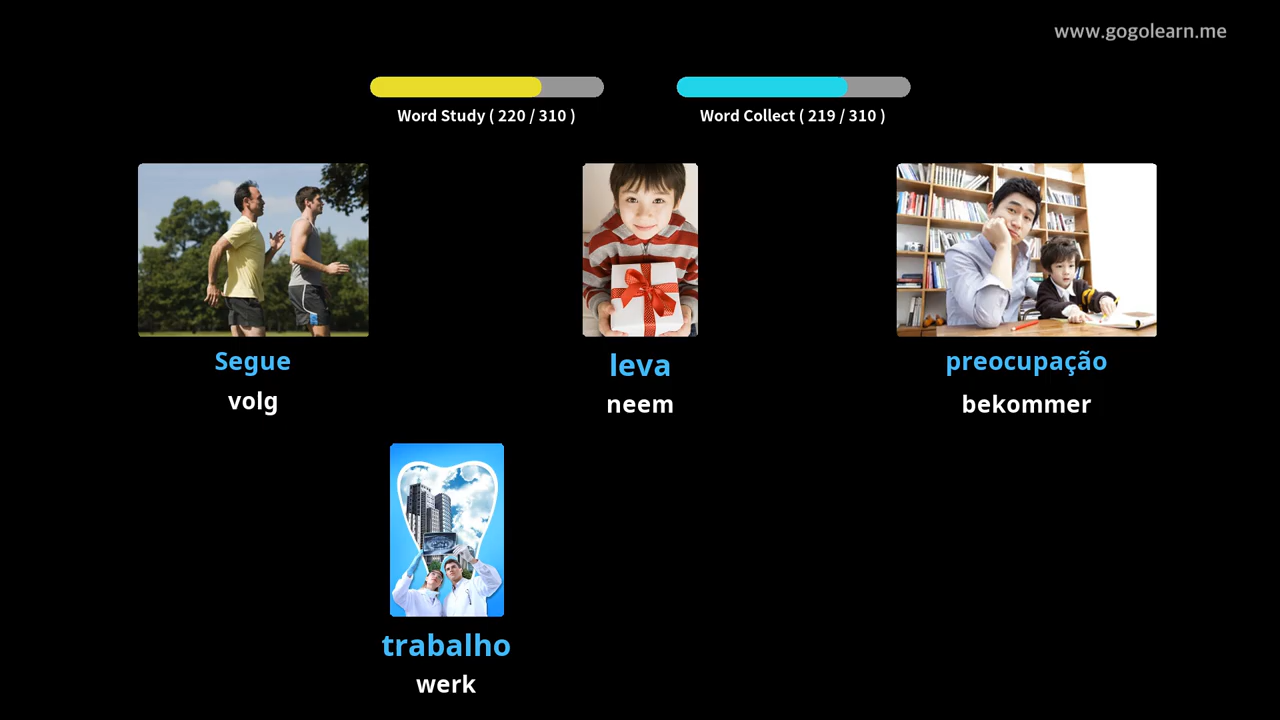 www.gogolearn.me
Word Study ( 220 / 310 )
Word Collect ( 219 / 310 )
Segue
volg
leva
neem
preocupação
bekommer
trabalho
werk